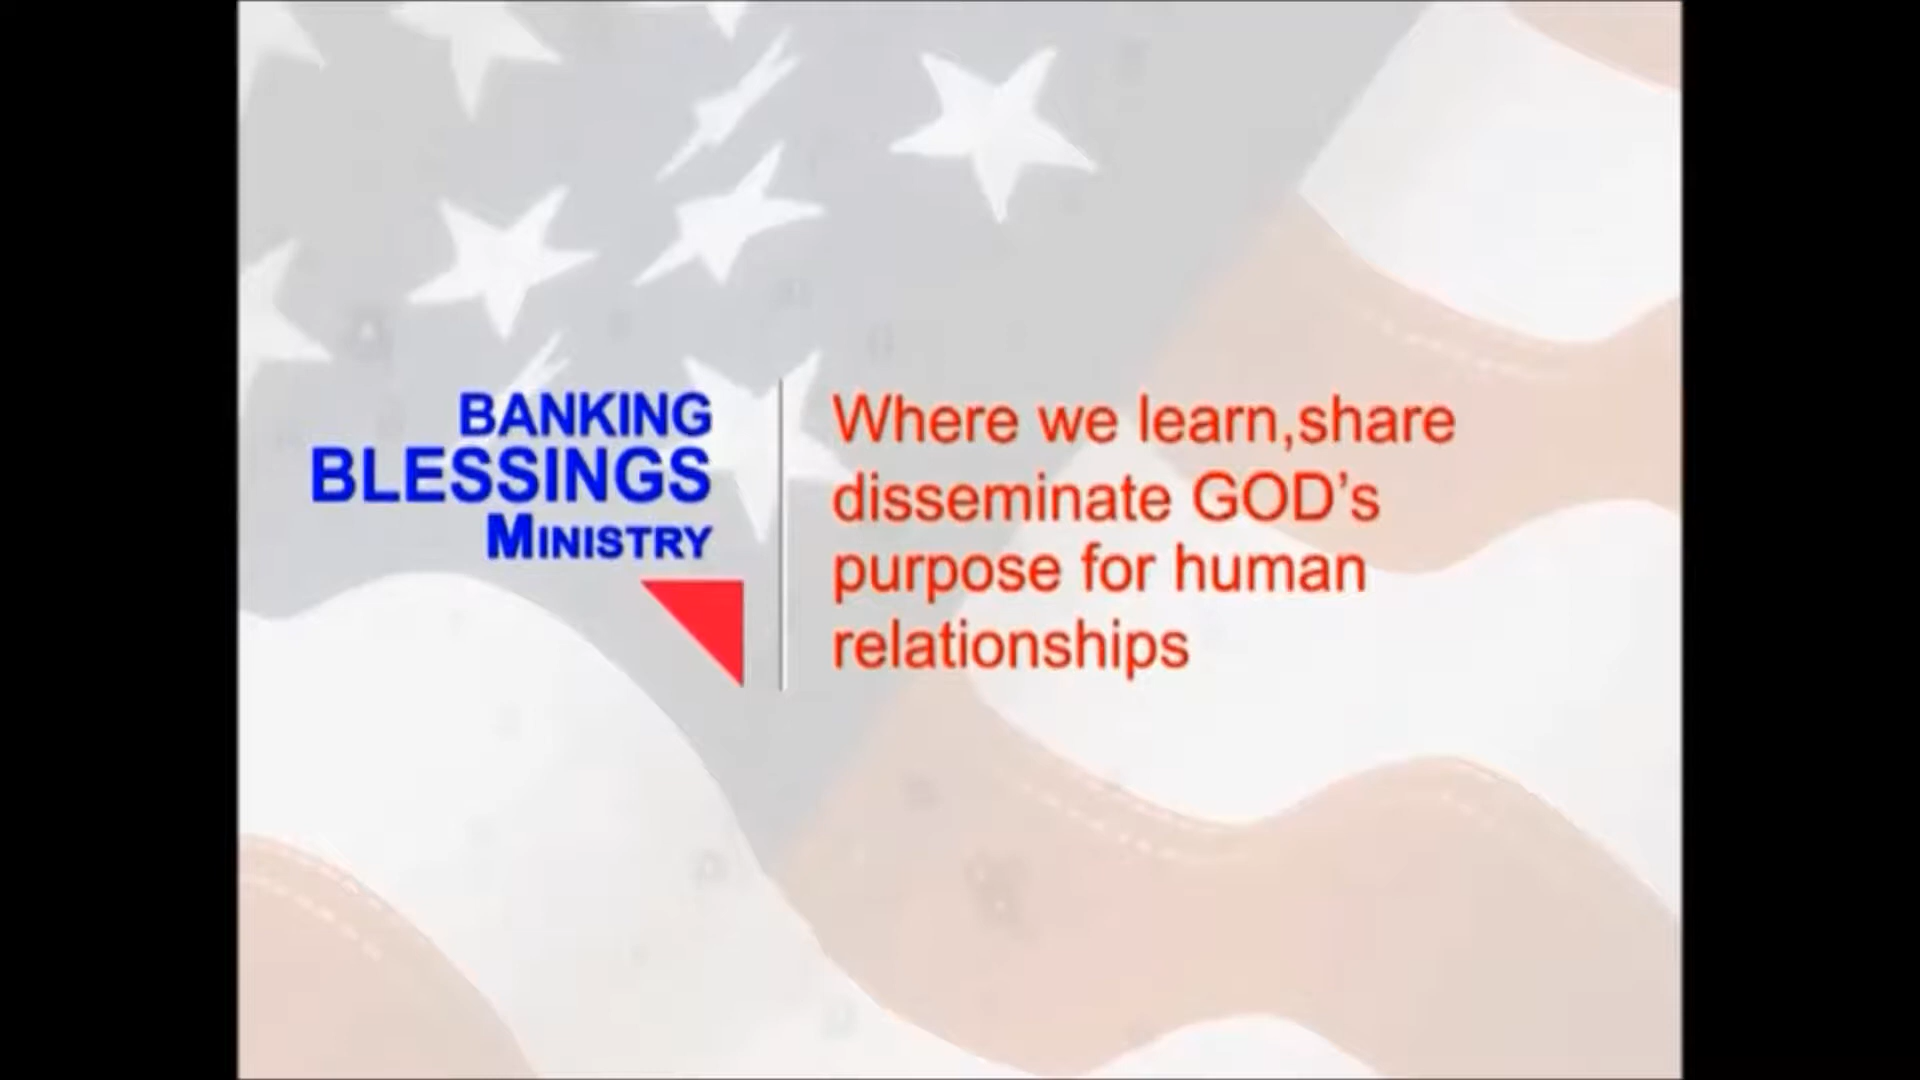 BANKING
BLESSINGS
MINISTRY
Where we learn,share
disseminate GOD's
purpose for human
relationships